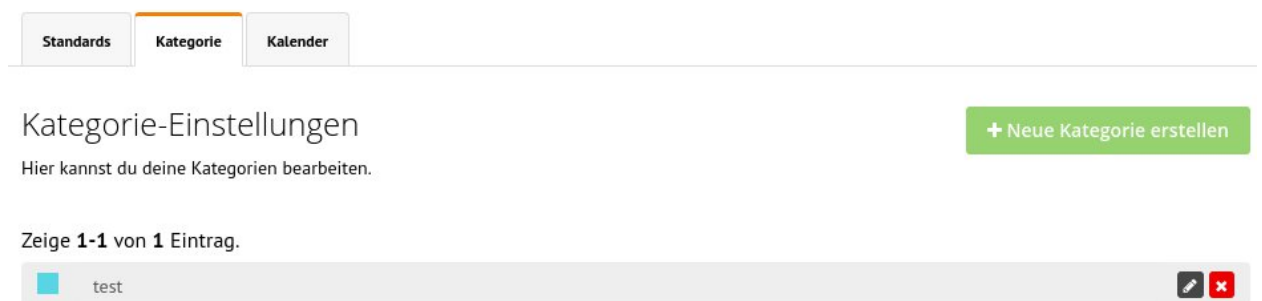 Standards Kategorie Kalender
Kategorie-Einstellungen
+ Neue Kategorie erstellen
Hier kannst du deine Kategorien bearbeiten.
Zeige 1-1 von 1 Eintrag.
test